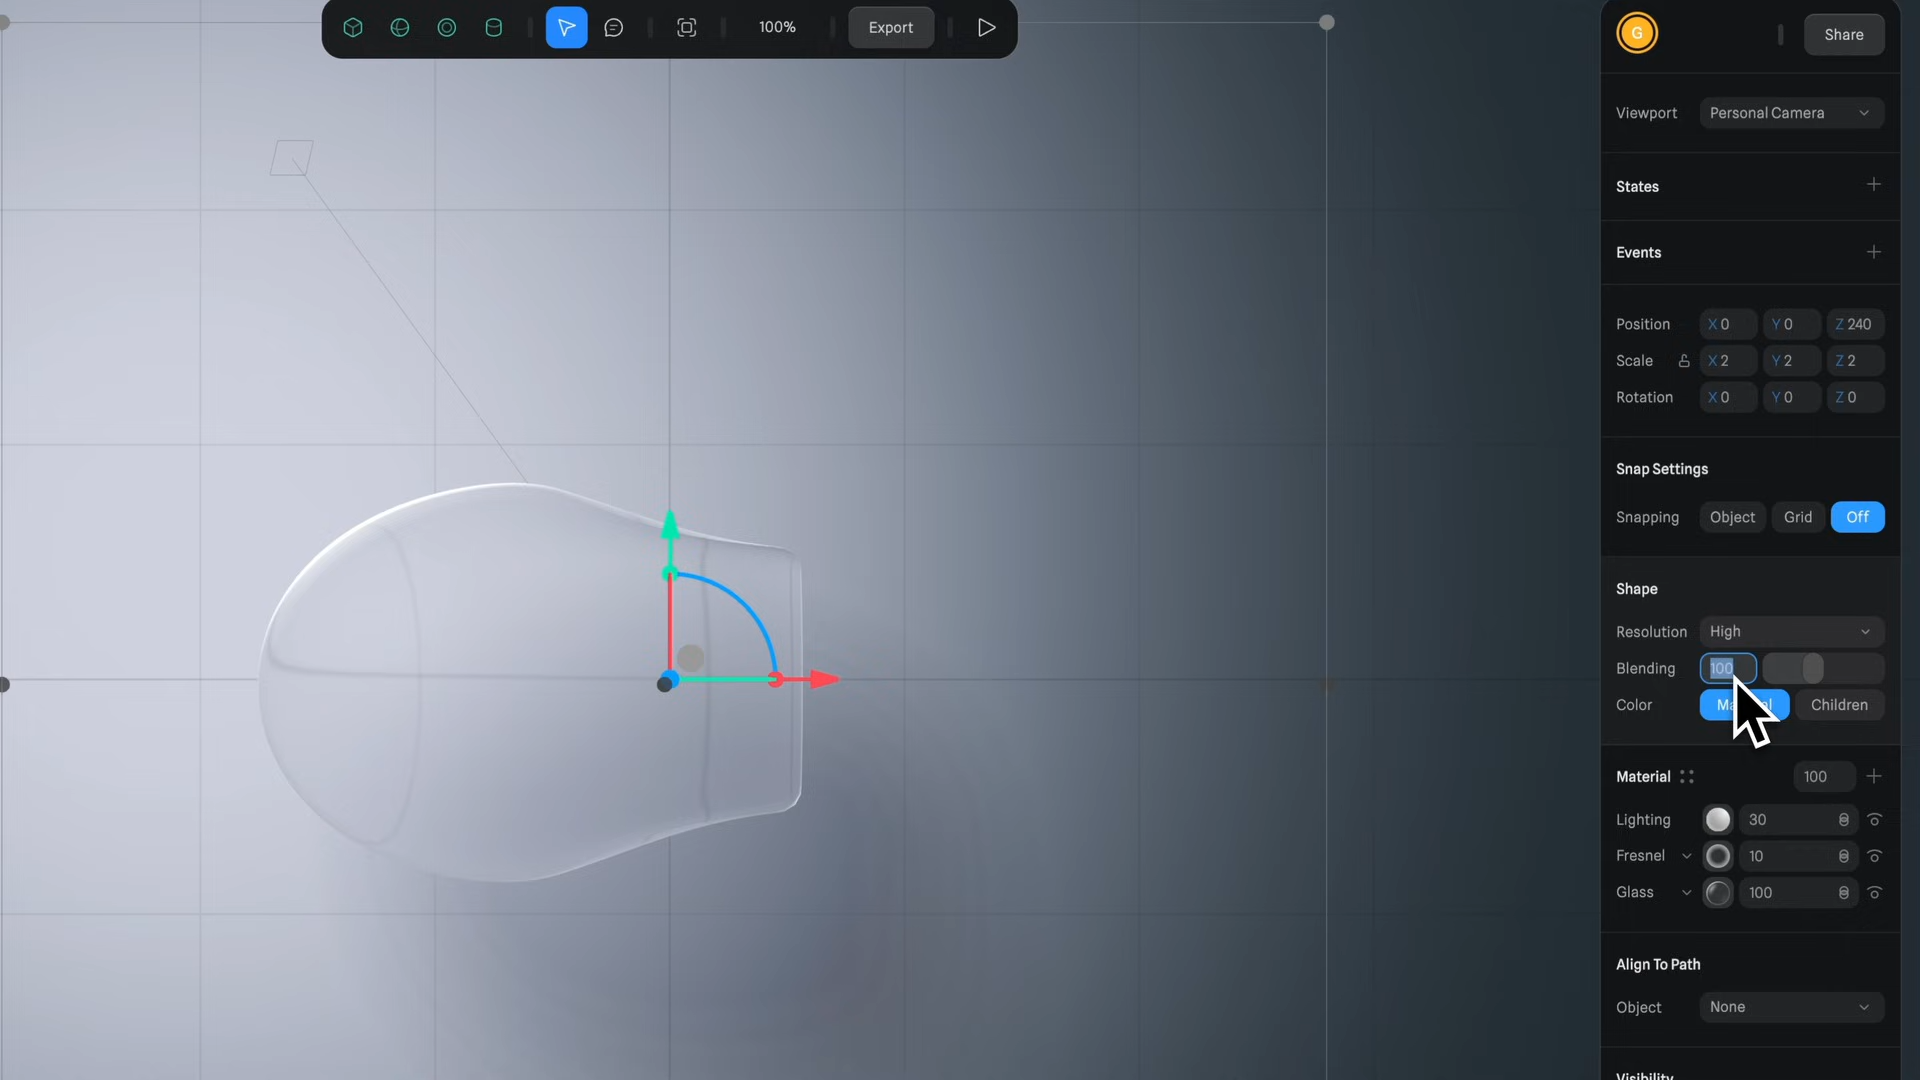 100%
Export
G
Share
Viewport Personal Camera
States
Events
Position X 0 Y 0 Z 240
Scale X 2 Y 2 Z 2
Rotation X 0 Y 0 Z 0
Snap Settings
Snapping Object Grid Off
Shape
Resolution High
Blending 100
Color Children
Material 100
Lighting 30
Fresnel 10
Glass 100
Align To Path
Object None
Visibility